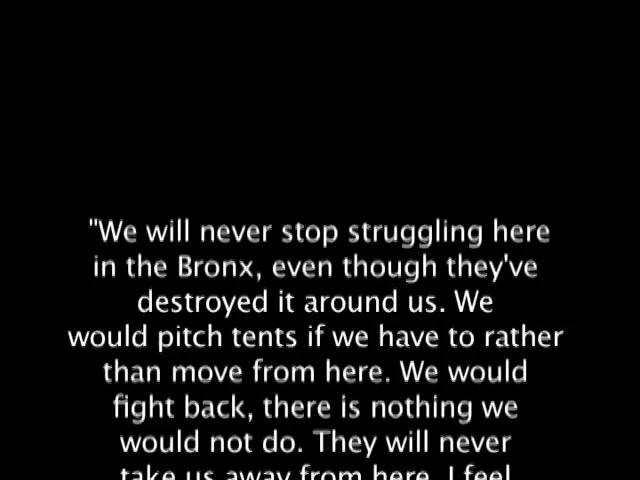 "We will never stop struggling here
in the Bronx, even though they've
destroyed it around us. We
would pitch tents if we have to rather
than move from here. We would
fight back, there is nothing we
would not do. They will never
take us away from here. I feel